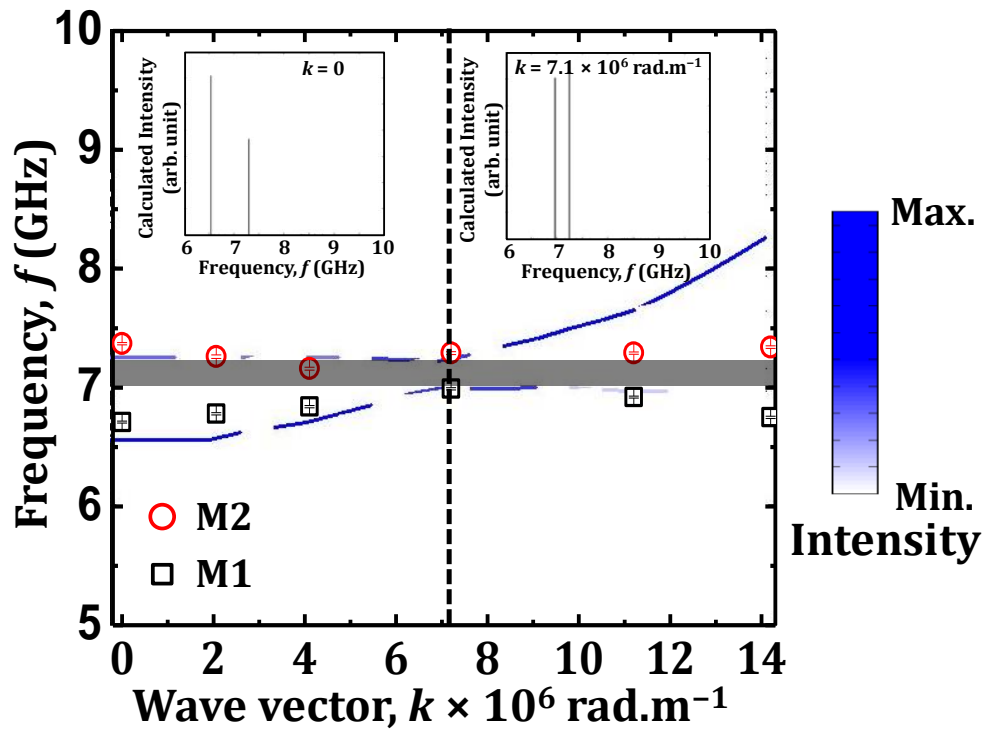 10
9
8
7
6
5
Frequency, f (GHz)
Calculated Intensity
(arb. unit)
k = 0
6 7 8 9 10
Frequency, f (GHz)
Calculated Intensity
(arb. unit)
k = 7.1 × 10⁶ rad.m⁻¹
6 7 8 9 10
Frequency, f (GHz)
M2
M1
0 2 4 6 8 10 12 14
Wave vector, k × 10⁶ rad.m⁻¹
Max.
Min.
Intensity